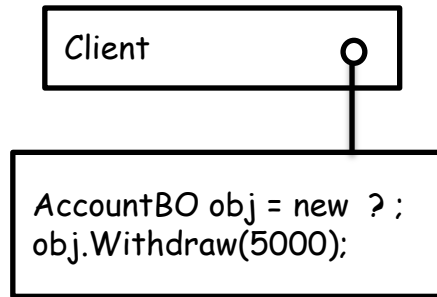 Client
AccountBO obj = new ? ;
obj.Withdraw(5000);